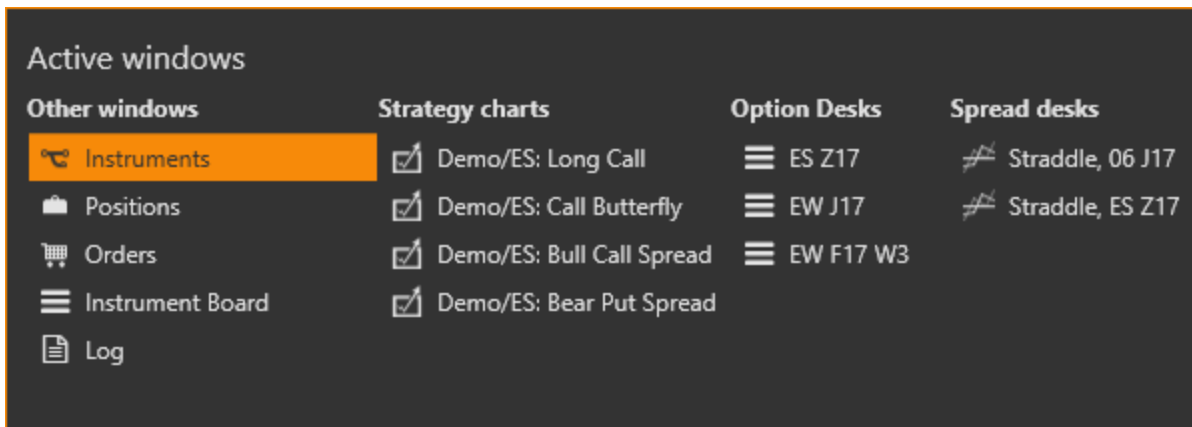 Active windows
Other windows
Instruments
Positions
Orders
Instrument Board
Log
Strategy charts
Demo/ES: Long Call
Demo/ES: Call Butterfly
Demo/ES: Bull Call Spread
Demo/ES: Bear Put Spread
Option Desks
ES Z17
EW J17
EW F17 W3
Spread desks
Straddle, 06 J17
Straddle, ES Z17